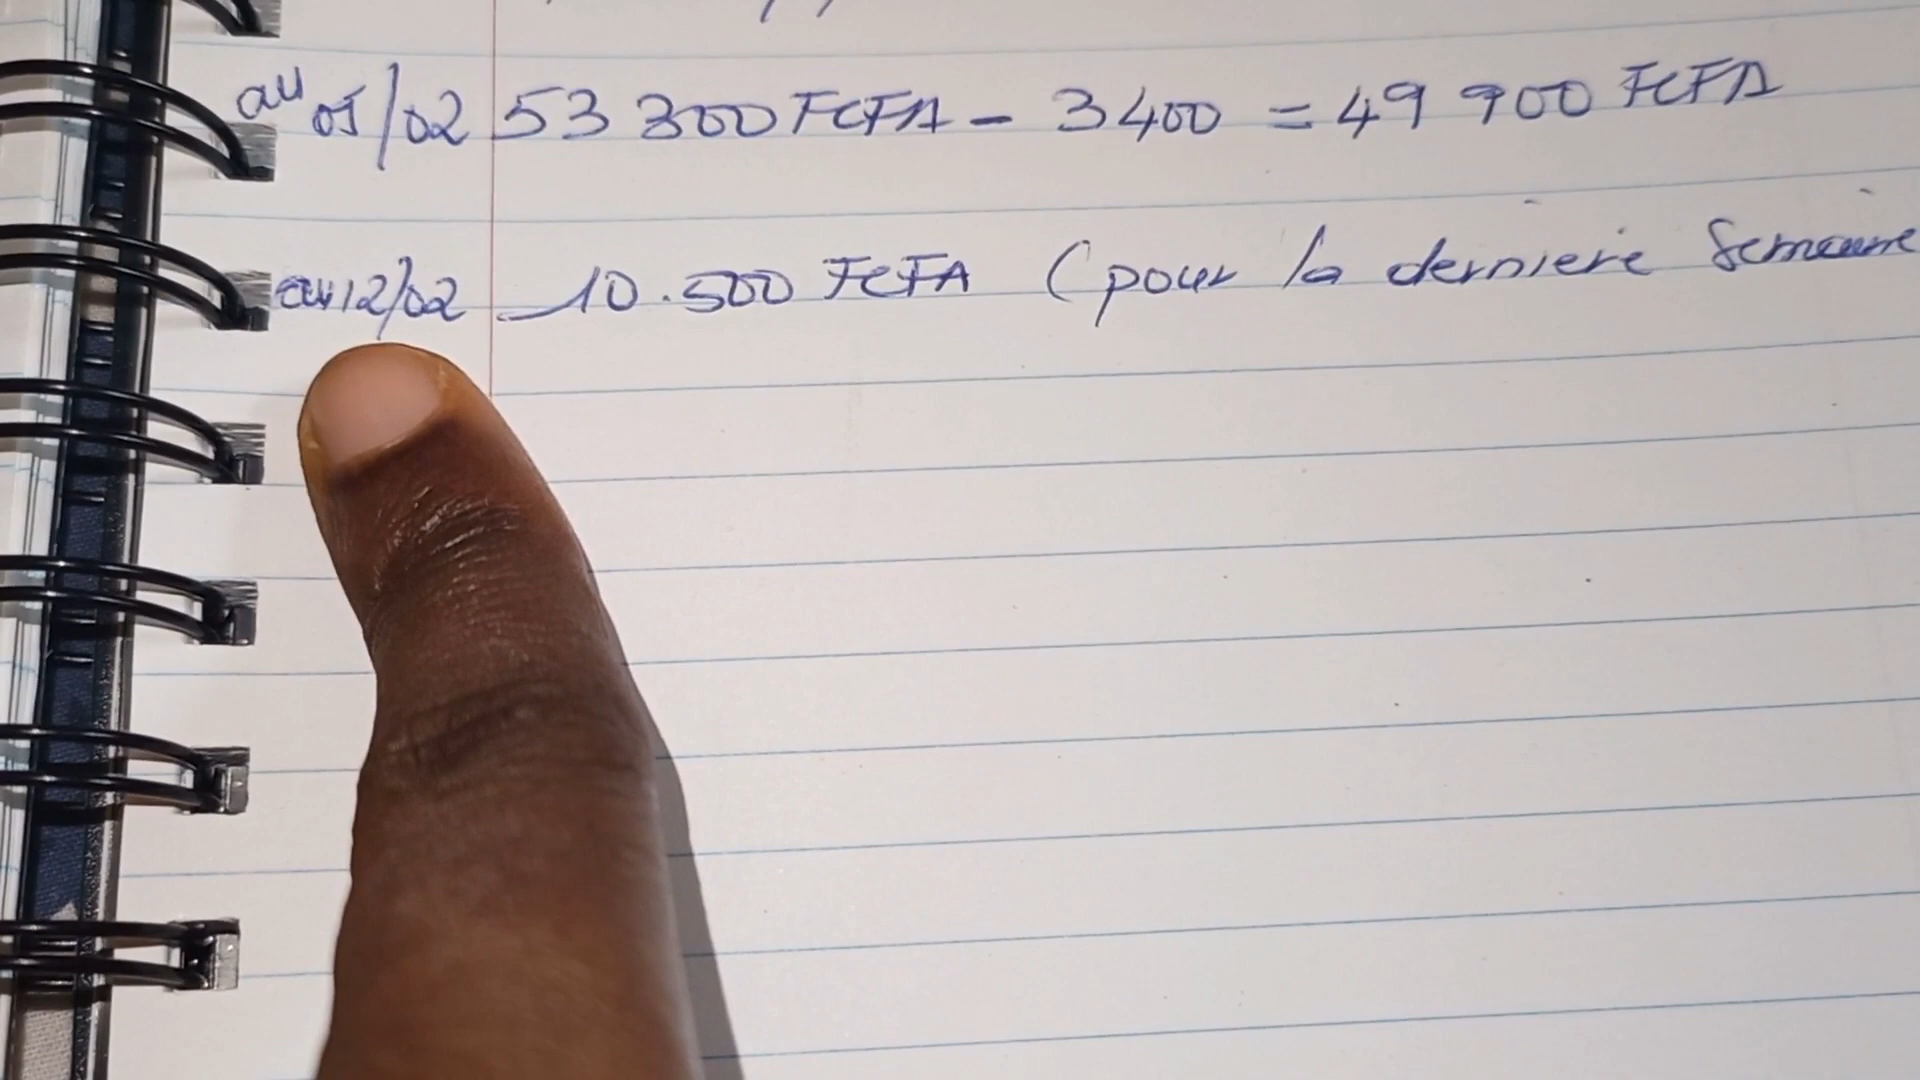 au 05/02 53 300 FCFA - 3400 = 49 900 FCFA
au 12/02 10.500 FCFA (pour la derniere Semaine